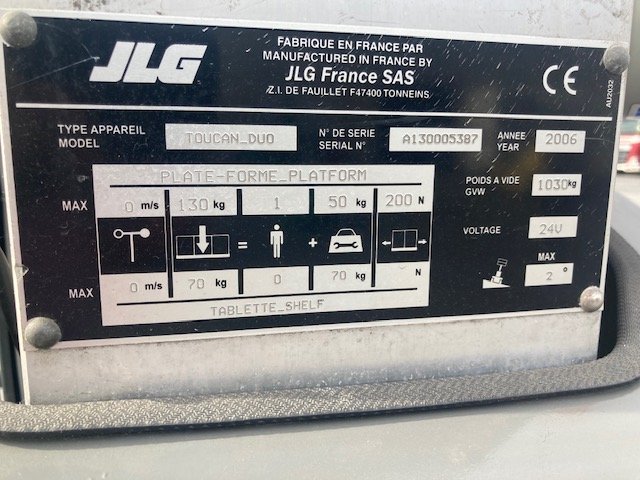 JLG
FABRIQUE EN FRANCE PAR
MANUFACTURED IN FRANCE BY
JLG France SAS
Z.I. DE FAUILLET F47400 TONNEINS
CE
AU2032
TYPE APPAREIL
MODEL
TOUCAN_DUO
N° DE SERIE
SERIAL N°
A130005387
ANNEE
YEAR
2006
PLATE-FORME_PLATFORM
MAX 0 m/s 130 kg 1 50 kg 200 N
= +
MAX 0 m/s 70 kg 0 70 kg N
TABLETTE_SHELF
POIDS A VIDE
GVW
1030kg
VOLTAGE
24V
MAX
2 °